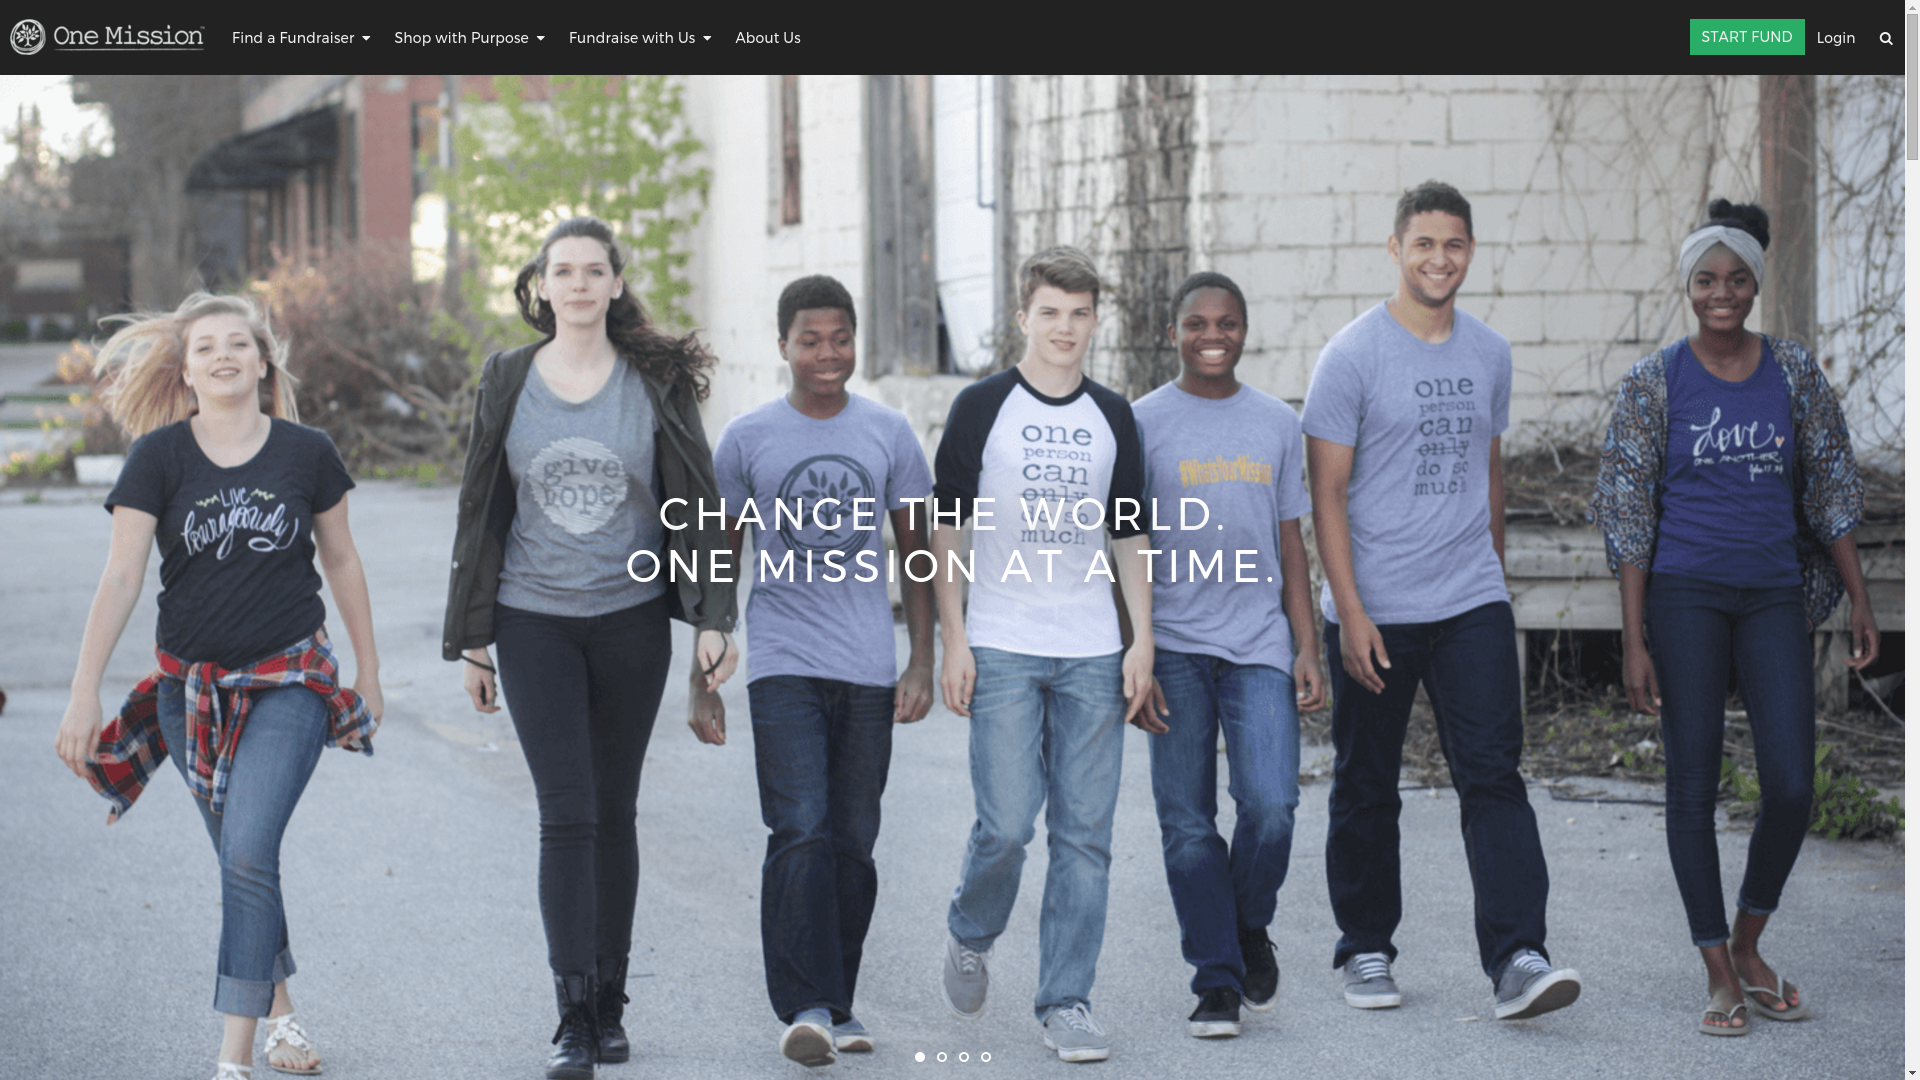 One Mission
Find a Fundraiser
Shop with Purpose
Fundraise with Us
About Us
START FUND
Login
CHANGE THE WORLD.
ONE MISSION AT A TIME.
LIVE
Courageously
give
hope
one
person
can
only
do so
much
#WhatsYourMission
one
person
can
only
do so
much
Love
ONE ANOTHER